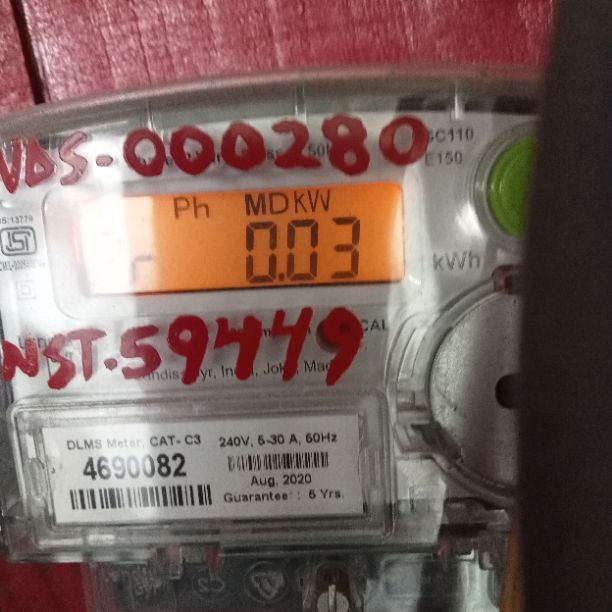 VDS-000280
E150
Ph MD kW
0.03
kWh
CAL
NST.59449
DLMS Meter, CAT- C3 240V, 5-30 A, 50Hz
4690082
Aug, 2020
Guarantee : 5 Yrs.